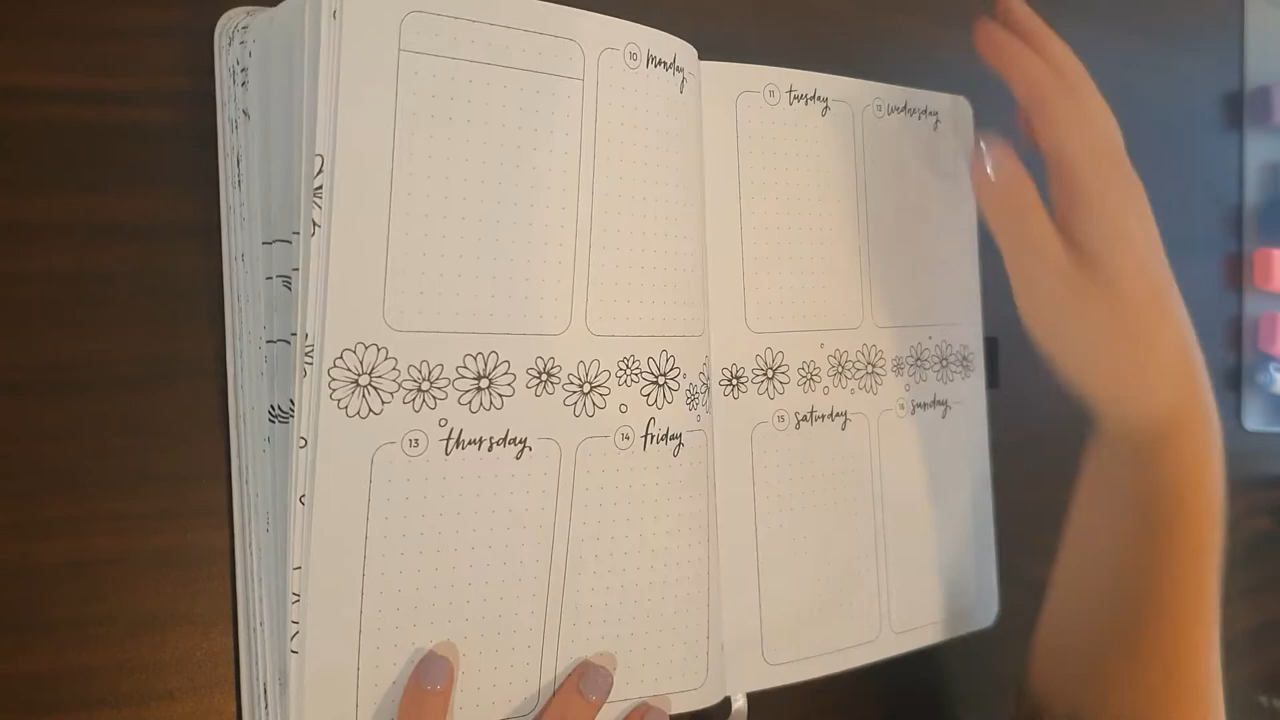 10 monday
11 tuesday
12 wednesday
13 thursday
14 friday
15 saturday
16 sunday